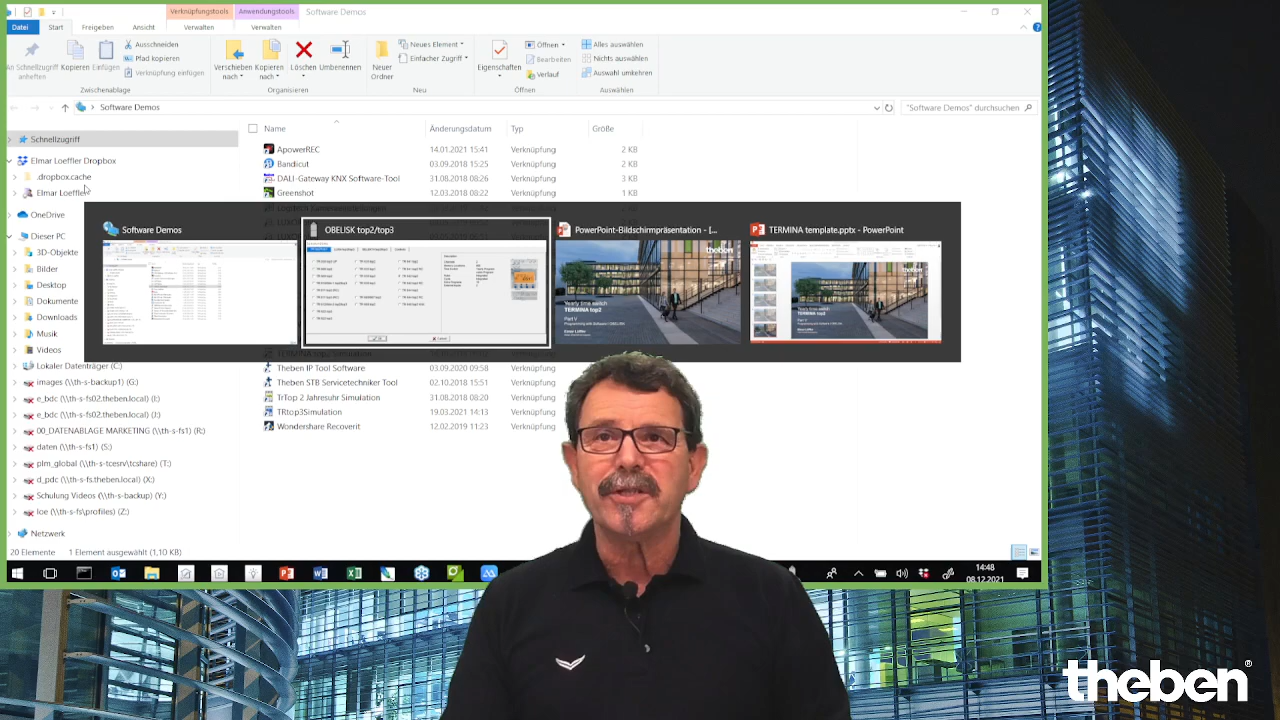 Verknüpfungstools
Anwendungstools
Software Demos
Datei
Start
Freigeben
Ansicht
Verwalten
Verwalten
An Schnellzugriff
anheften
Kopieren
Einfügen
Ausschneiden
Pfad kopieren
Verknüpfung einfügen
Zwischenablage
Verschieben
nach
Kopieren
nach
Löschen
Umbenennen
Organisieren
Neuer
Ordner
Neues Element
Einfacher Zugriff
Neu
Eigenschaften
Öffnen
Bearbeiten
Verlauf
Öffnen
Alles auswählen
Nichts auswählen
Auswahl umkehren
Auswählen
Software Demos
"Software Demos" durchsuchen
Name
Änderungsdatum
Typ
Größe
Schnellzugriff
Elmar Loeffler Dropbox
.dropbox.cache
Elmar Loeffler
OneDrive
Dieser PC
3D-Objekte
Bilder
Desktop
Dokumente
Downloads
Musik
Videos
Lokaler Datenträger (C:)
images (\\th-s-backup1) (G:)
e_bdc (\\th-s-fs02.theben.local) (I:)
e_bdc (\\th-s-fs02.theben.local) (J:)
00_DATENABLAGE MARKETING (\\th-s-fs1) (R:)
daten (\\th-s-fs1) (S:)
plm_global (\\th-s-tcesrv\tcshare) (T:)
d_pdc (\\th-s-fs.theben.local) (X:)
Schulung Videos (\\th-s-backup) (Y:)
loe (\\th-s-fs\profiles) (Z:)
Netzwerk
ApowerREC 14.01.2021 15:41 Verknüpfung 2 KB
Bandicut 03.09.2018 15:25 Verknüpfung 2 KB
DALI-Gateway KNX Software-Tool 31.08.2018 08:26 Verknüpfung 3 KB
Greenshot 12.03.2018 08:22 Verknüpfung 1 KB
Software Demos
OBELISK top2/top3
PowerPoint-Bildschirmpräsentation - [...
TERMINA template.pptx - PowerPoint
theben
Yearly time switch
TERMINA top2
Part V
Programming with Software OBELISK
Theben IP Tool Software 03.09.2020 09:58 Verknüpfung
Theben STB Servicetechniker Tool 02.10.2018 15:51 Verknüpfung
TrTop 2 Jahresuhr Simulation 31.08.2018 08:20 Verknüpfung
TRtop3Simulation 19.03.2021 14:13 Verknüpfung
Wondershare Recoverit 12.02.2019 11:23 Verknüpfung
20 Elemente
1 Element ausgewählt (1,10 KB)
14:48
08.12.2021
theben®